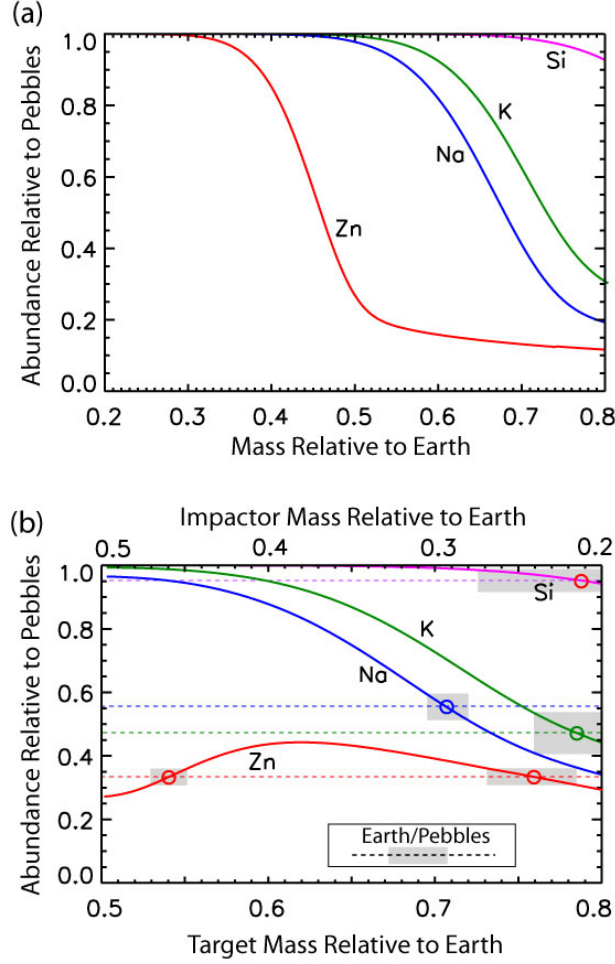 (a)
Abundance Relative to Pebbles
1.0
0.8
0.6
0.4
0.2
0.0
Si
K
Na
Zn
0.2 0.3 0.4 0.5 0.6 0.7 0.8
Mass Relative to Earth
(b)
Impactor Mass Relative to Earth
0.5 0.4 0.3 0.2
Abundance Relative to Pebbles
1.0
0.8
0.6
0.4
0.2
0.0
Si
K
Na
Zn
Earth/Pebbles
0.5 0.6 0.7 0.8
Target Mass Relative to Earth